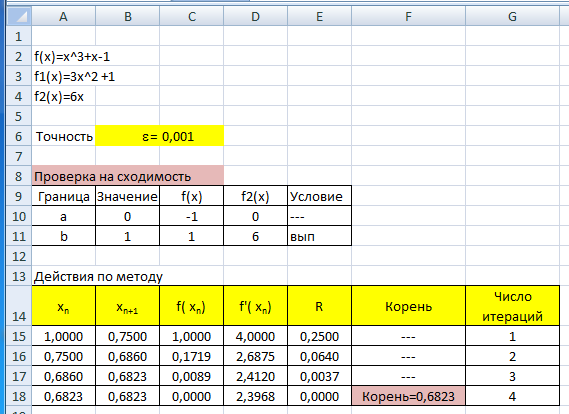 A B C D E F G
1
2 f(x)=x^3+x-1
3 f1(x)=3x^2 +1
4 f2(x)=6x
5
6 Точность ε= 0,001
7
8 Проверка на сходимость
9 Граница Значение f(x) f2(x) Условие
10 a 0 -1 0 ---
11 b 1 1 6 вып
12
13 Действия по методу
14 xn xn+1 f( xn) f'( xn) R Корень Число итераций
15 1,0000 0,7500 1,0000 4,0000 0,2500 --- 1
16 0,7500 0,6860 0,1719 2,6875 0,0640 --- 2
17 0,6860 0,6823 0,0089 2,4120 0,0037 --- 3
18 0,6823 0,6823 0,0000 2,3968 0,0000 Корень=0,6823 4